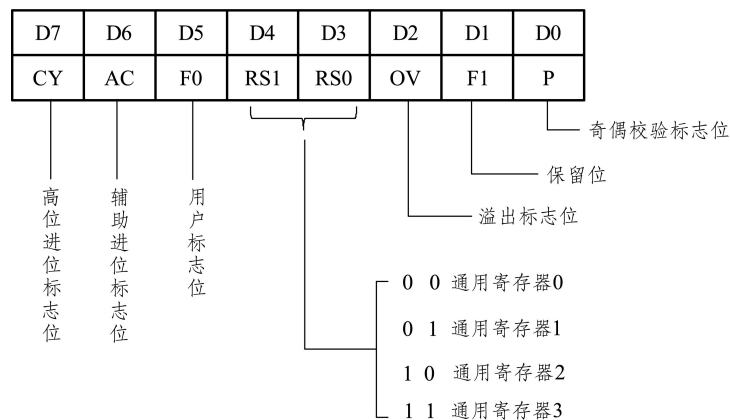 D7 D6 D5 D4 D3 D2 D1 D0
CY AC F0 RS1 RS0 OV F1 P
奇偶校验标志位
保留位
溢出标志位
高位进位标志位
辅助进位标志位
用户标志位
0 0 通用寄存器0
0 1 通用寄存器1
1 0 通用寄存器2
1 1 通用寄存器3